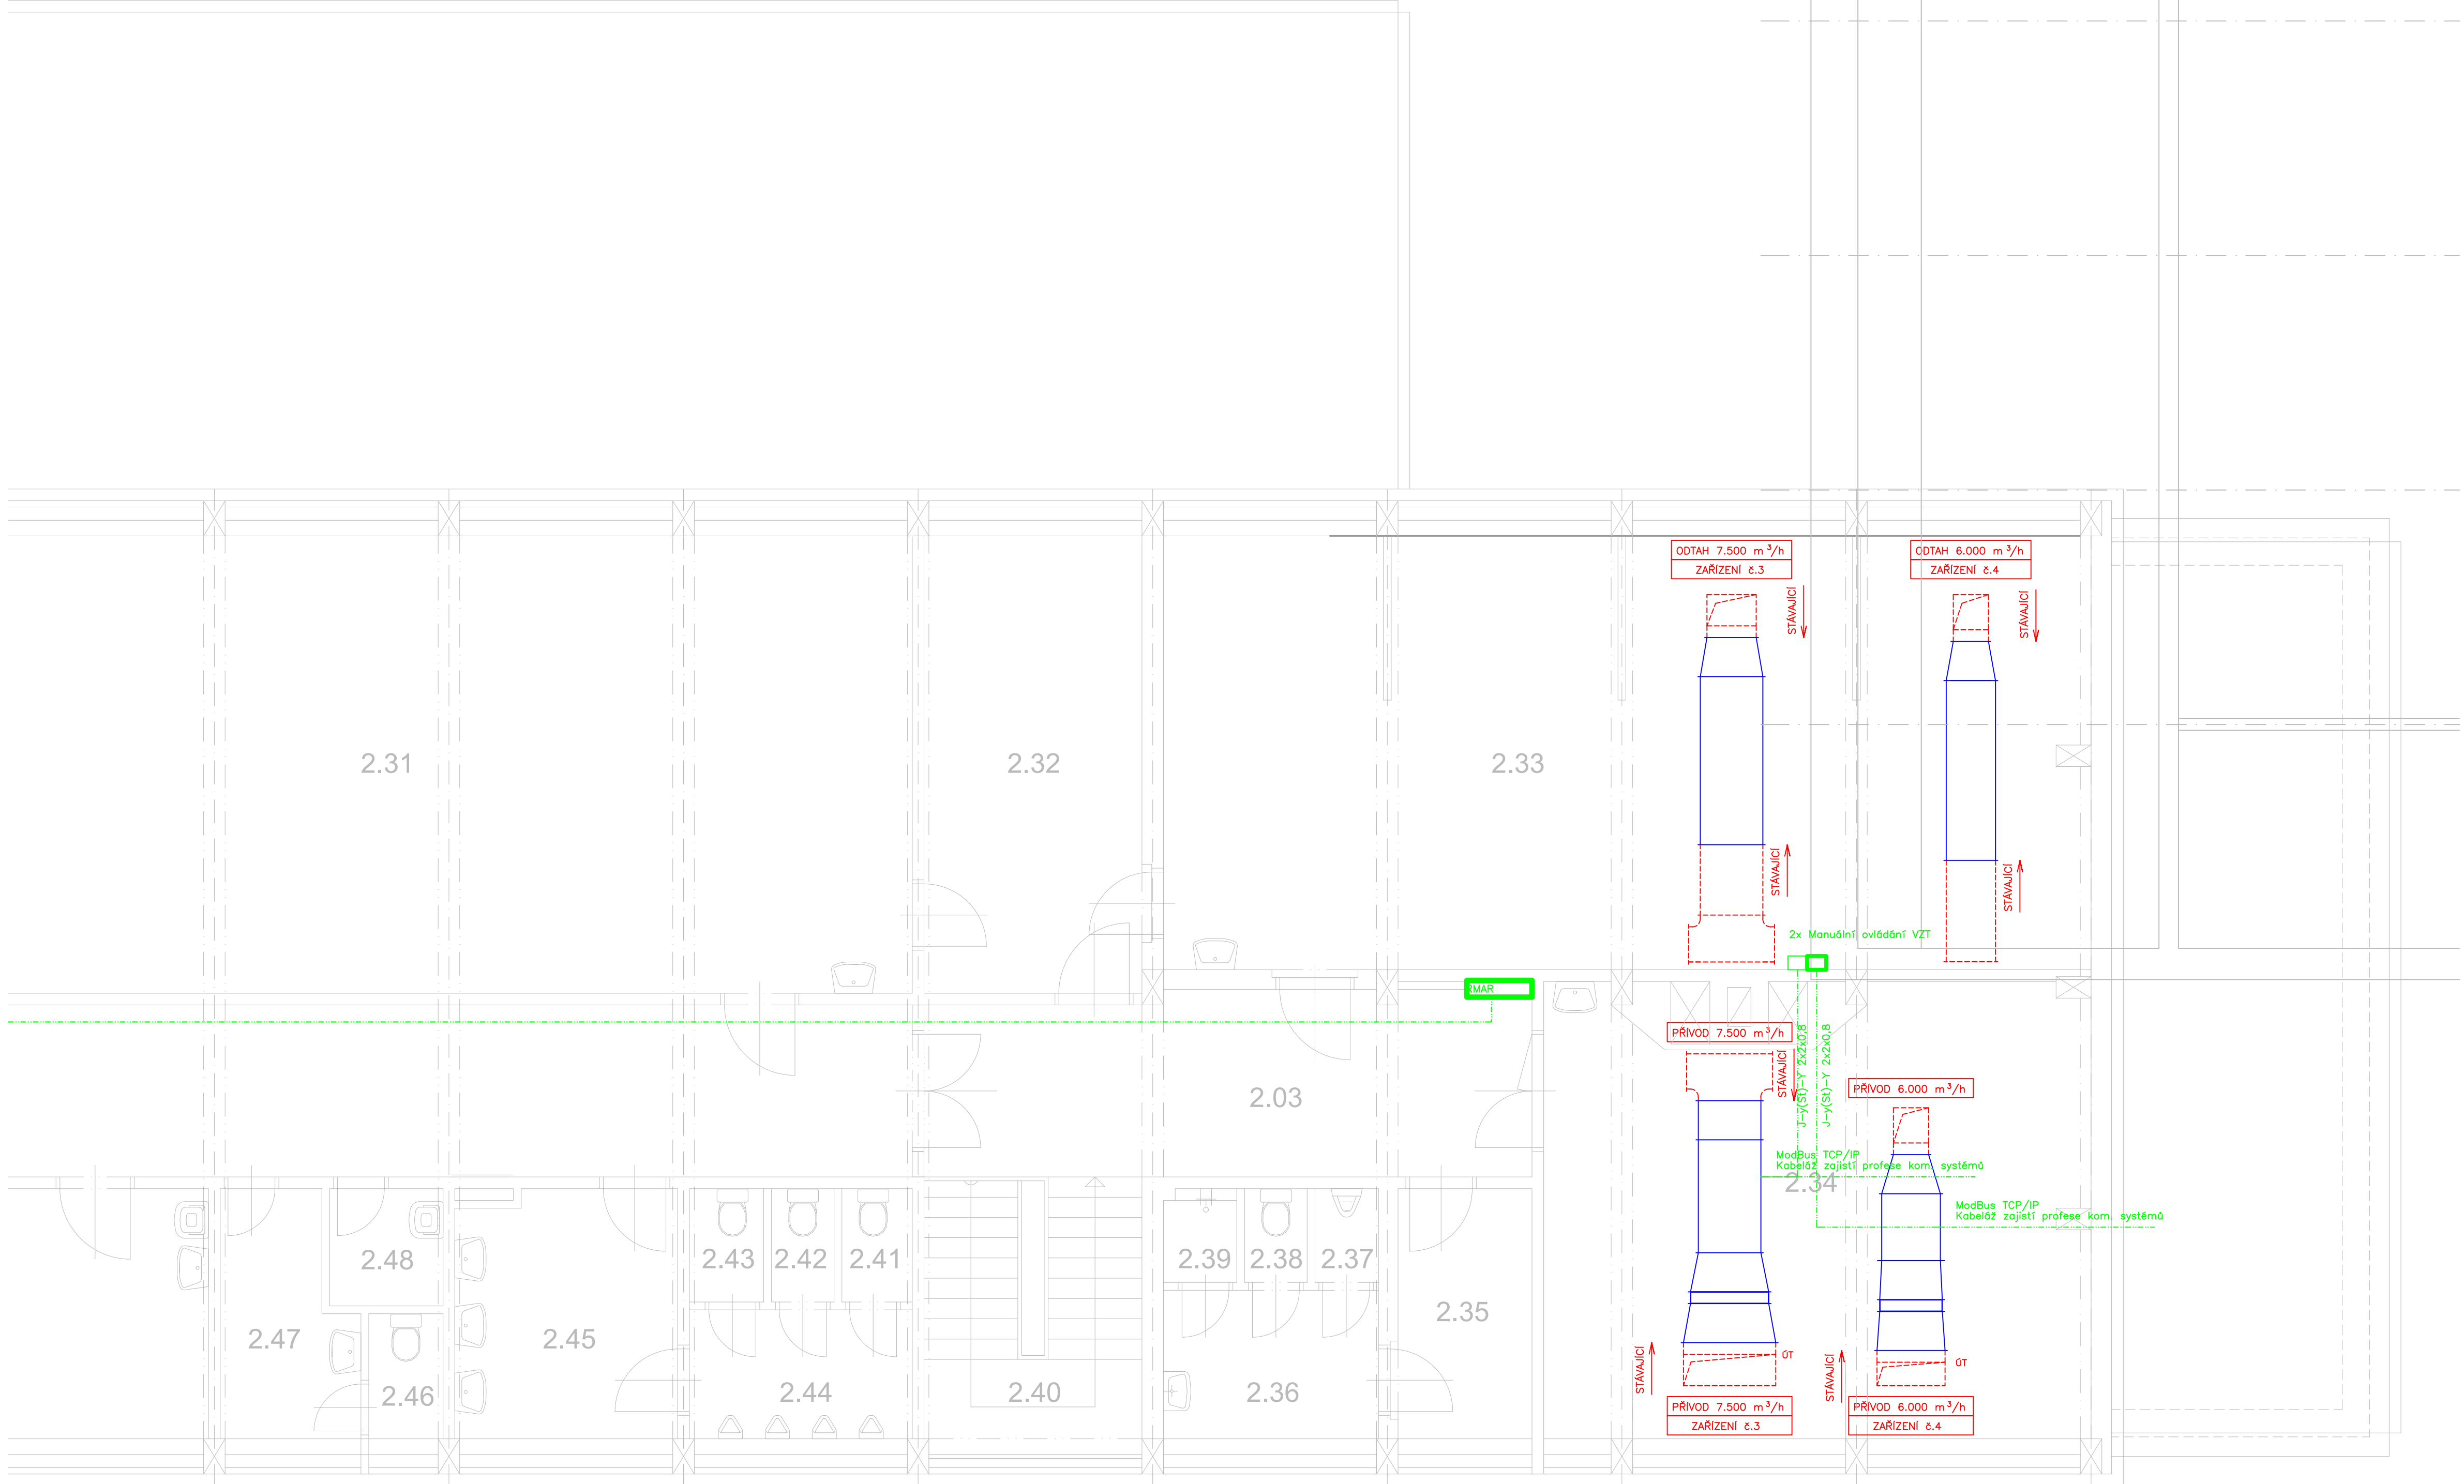 ODTAH 7.500 m³/h
ZAŘÍZENÍ č.3
ODTAH 6.000 m³/h
ZAŘÍZENÍ č.4
STÁVAJÍCÍ
STÁVAJÍCÍ
2.31
2.32
2.33
STÁVAJÍCÍ
STÁVAJÍCÍ
2x Manuální ovládání VZT
RMAR
PŘÍVOD 7.500 m³/h
STÁVAJÍCÍ
J-y(St)-Y 2x2x0,8
J-y(St)-Y 2x2x0,8
2.03
PŘÍVOD 6.000 m³/h
ModBus TCP/IP
Kabeláž zajistí profese kom. systémů
2.34
ModBus TCP/IP
Kabeláž zajistí profese kom. systémů
2.48
2.43
2.42
2.41
2.39
2.38
2.37
2.47
2.45
2.35
2.46
2.44
2.40
2.36
ÚT
ÚT
STÁVAJÍCÍ
STÁVAJÍCÍ
PŘÍVOD 7.500 m³/h
ZAŘÍZENÍ č.3
PŘÍVOD 6.000 m³/h
ZAŘÍZENÍ č.4